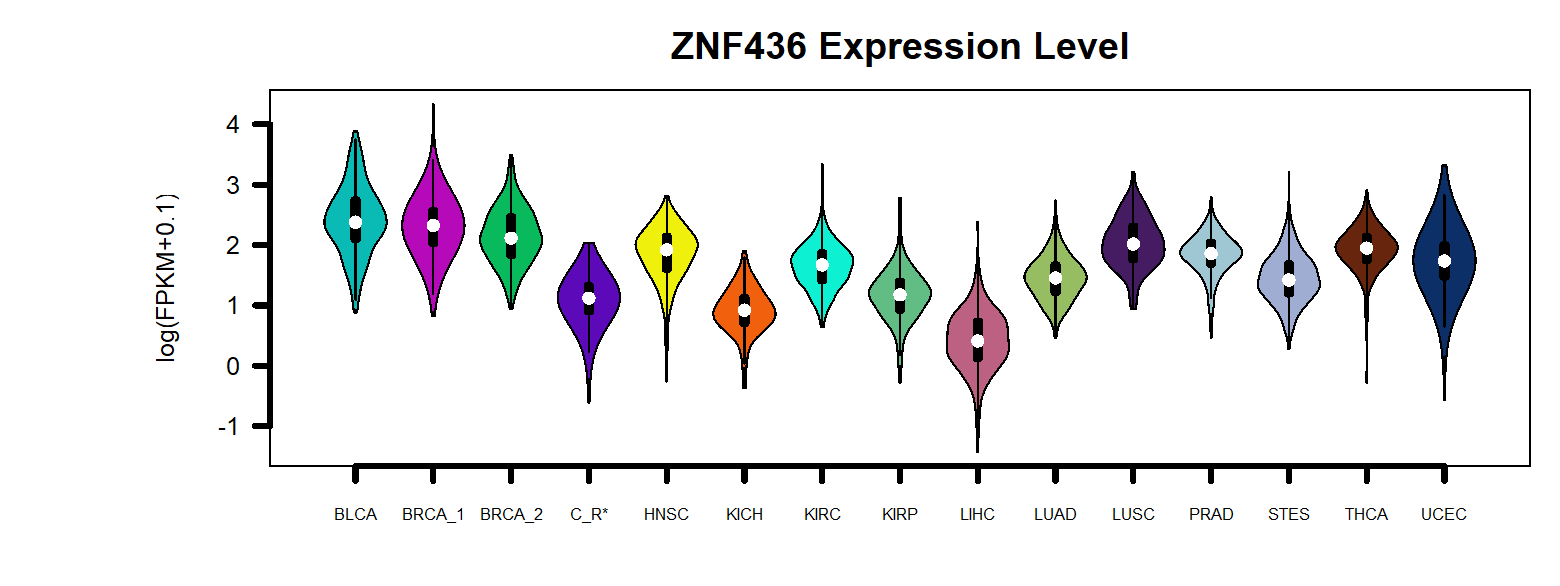 ZNF436 Expression Level
log(FPKM+0.1)
4
3
2
1
0
-1
BLCA BRCA_1 BRCA_2 C_R* HNSC KICH KIRC KIRP LIHC LUAD LUSC PRAD STES THCA UCEC